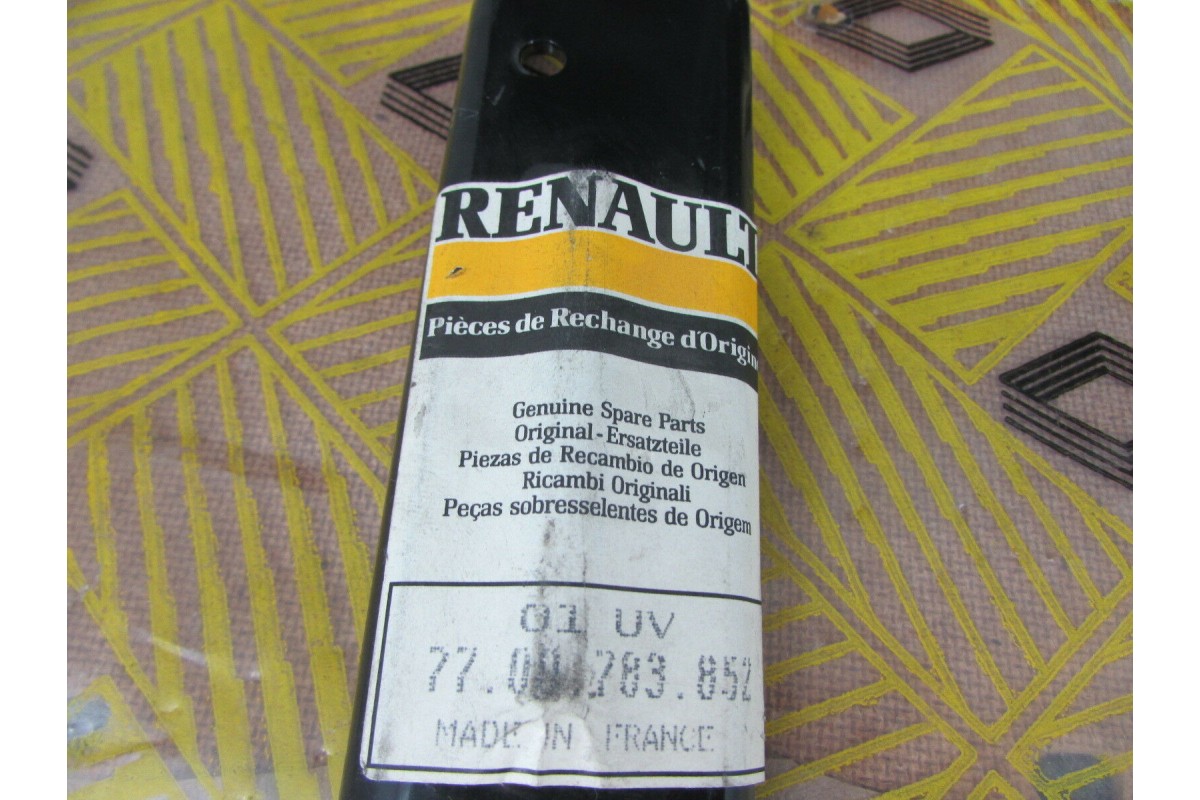 RENAULT
Pièces de Rechange d'Origine
Genuine Spare Parts
Original-Ersatzteile
Piezas de Recambio de Origen
Ricambi Originali
Peças sobresselentes de Origem
01 UV
MADE IN FRANCE